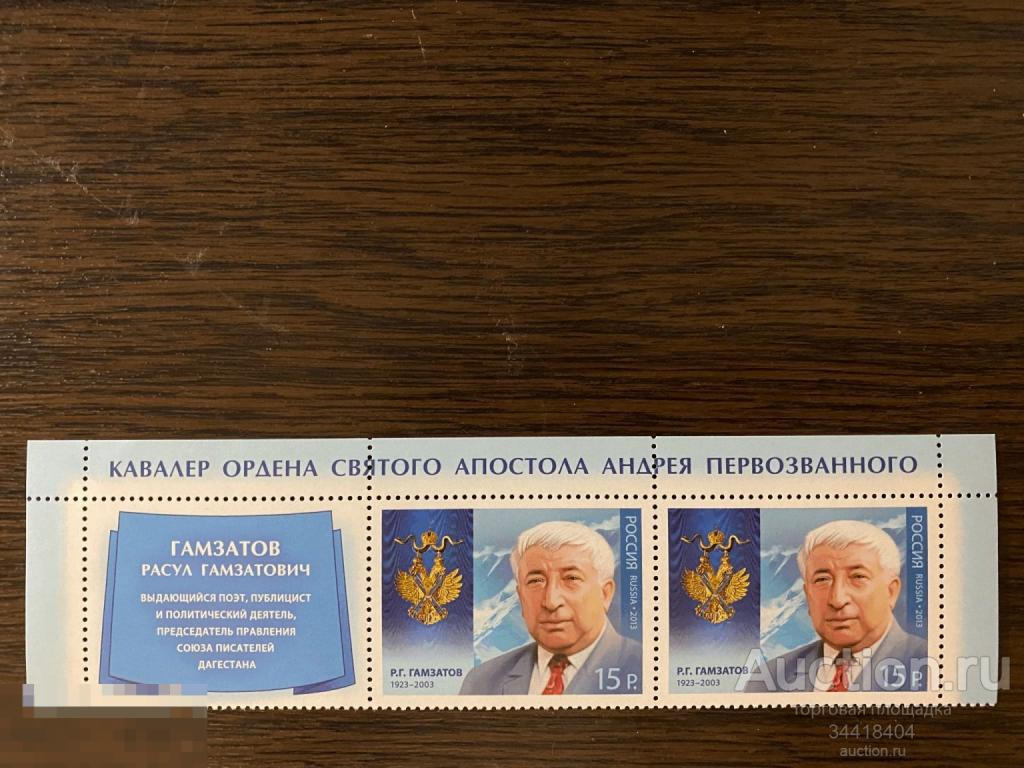 КАВАЛЕР ОРДЕНА СВЯТОГО АПОСТОЛА АНДРЕЯ ПЕРВОЗВАННОГО
ГАМЗАТОВ
РАСУЛ ГАМЗАТОВИЧ
ВЫДАЮЩИЙСЯ ПОЭТ, ПУБЛИЦИСТ
И ПОЛИТИЧЕСКИЙ ДЕЯТЕЛЬ,
ПРЕДСЕДАТЕЛЬ ПРАВЛЕНИЯ
СОЮЗА ПИСАТЕЛЕЙ
ДАГЕСТАНА
РОССИЯ RUSSIA • 2013
Р.Г. ГАМЗАТОВ
1923–2003
15 Р.
РОССИЯ RUSSIA • 2013
Р.Г. ГАМЗАТОВ
1923–2003
15 Р.
Auction.ru
торговая площадка
34418404
auction.ru